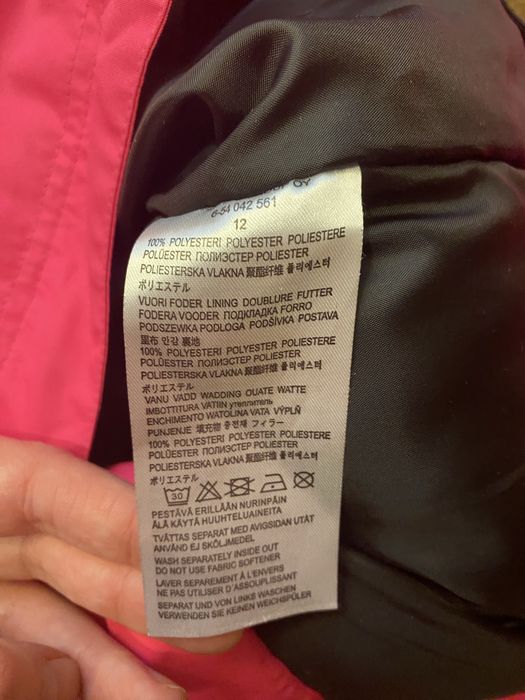 6-54 042 561
12
100% POLYESTERI POLYESTER POLIESTERE
POLÜESTER ПОЛИЭСТЕР POLIESTER
POLIESTERSKA VLAKNA 聚酯纤维 폴리에스터
ポリエステル
VUORI FODER LINING DOUBLURE FUTTER
FODERA VOODER ПОДКЛАДКА FORRO
PODSZEWKA PODLOGA PODŠÍVKA POSTAVA
里布 안감 裏地
100% POLYESTERI POLYESTER POLIESTERE
POLÜESTER ПОЛИЭСТЕР POLIESTER
POLIESTERSKA VLAKNA 聚酯纤维 폴리에스터
ポリエステル
VANU VADD WADDING OUATE WATTE
IMBOTTITURA VATIIN утеплитель
ENCHIMENTO WATOLINA VATA VÝPLŇ
PUNJENJE 填充物 충전재 フィラー
100% POLYESTERI POLYESTER POLIESTERE
POLÜESTER ПОЛИЭСТЕР POLIESTER
POLIESTERSKA VLAKNA 聚酯纤维 폴리에스터
ポリエステル
30
PESTÄVÄ ERILLÄÄN NURINPÄIN
ÄLÄ KÄYTÄ HUUHTELUAINEITA
TVÄTTAS SEPARAT MED AVIGSIDAN UTÅT
ANVÄND EJ SKÖLJMEDEL
WASH SEPARATELY INSIDE OUT
DO NOT USE FABRIC SOFTENER
LAVER SEPAREMENT À L'ENVERS
NE PAS UTILISER D'ASSOUPLISSANT
SEPARAT UND VON LINKS WASCHEN
VERWENDEN SIE KEINEN WEICHSPÜLER